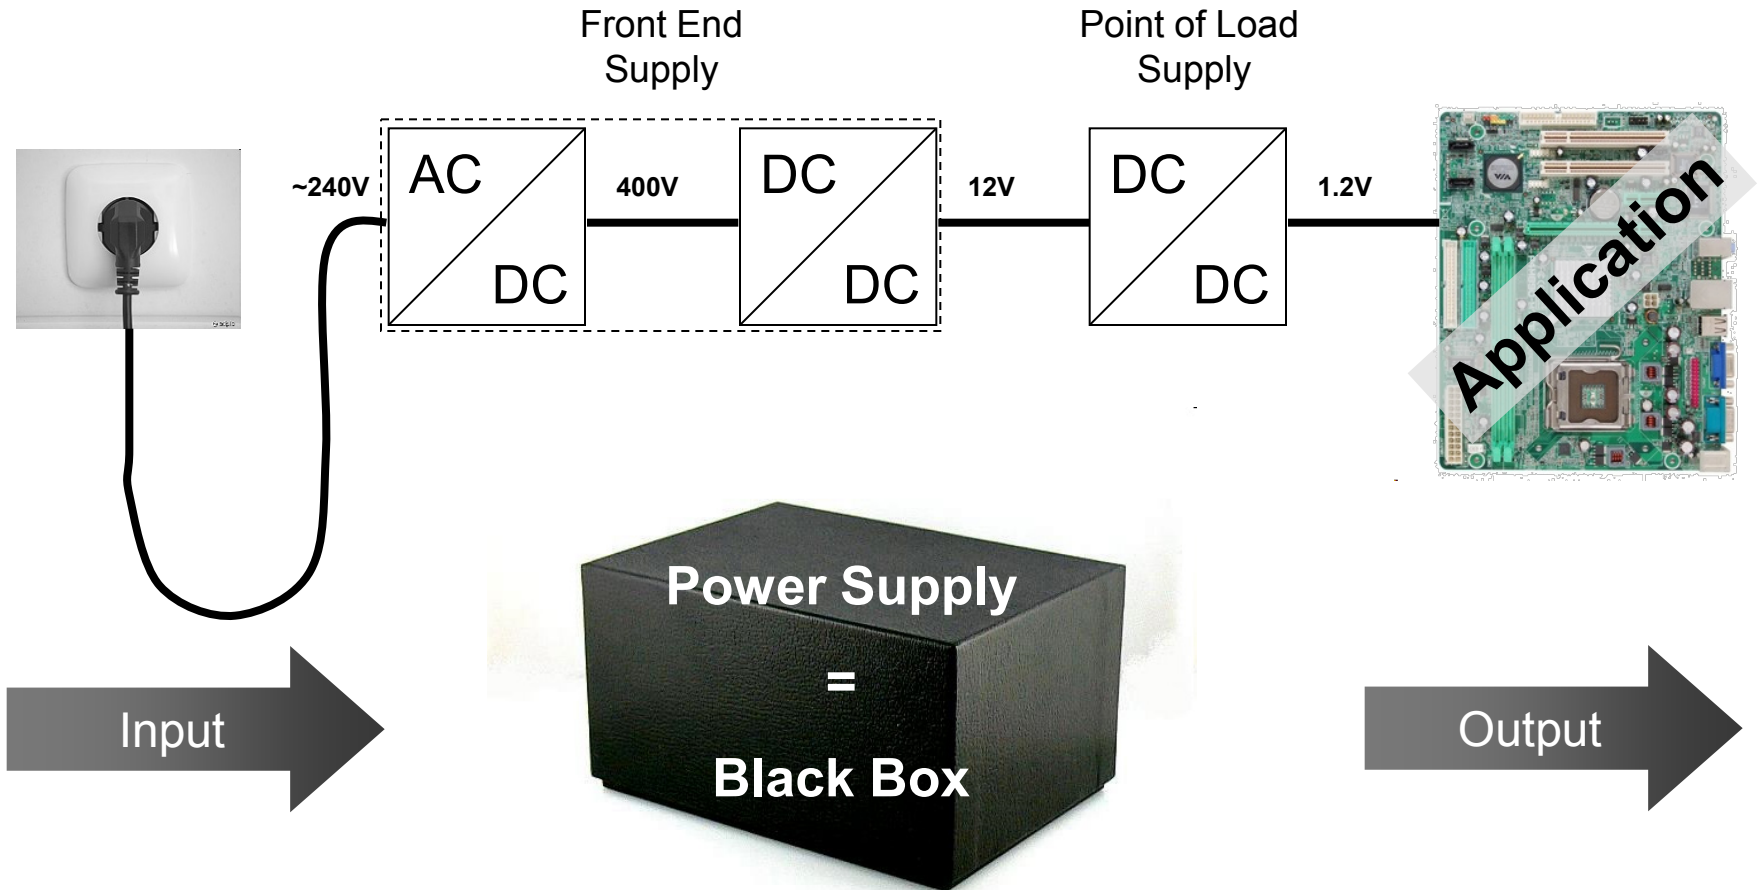 Front End
Supply
Point of Load
Supply
~240V
AC
DC
400V
DC
DC
12V
DC
DC
1.2V
VIA
Application
Power Supply
=
Black Box
Input
Output